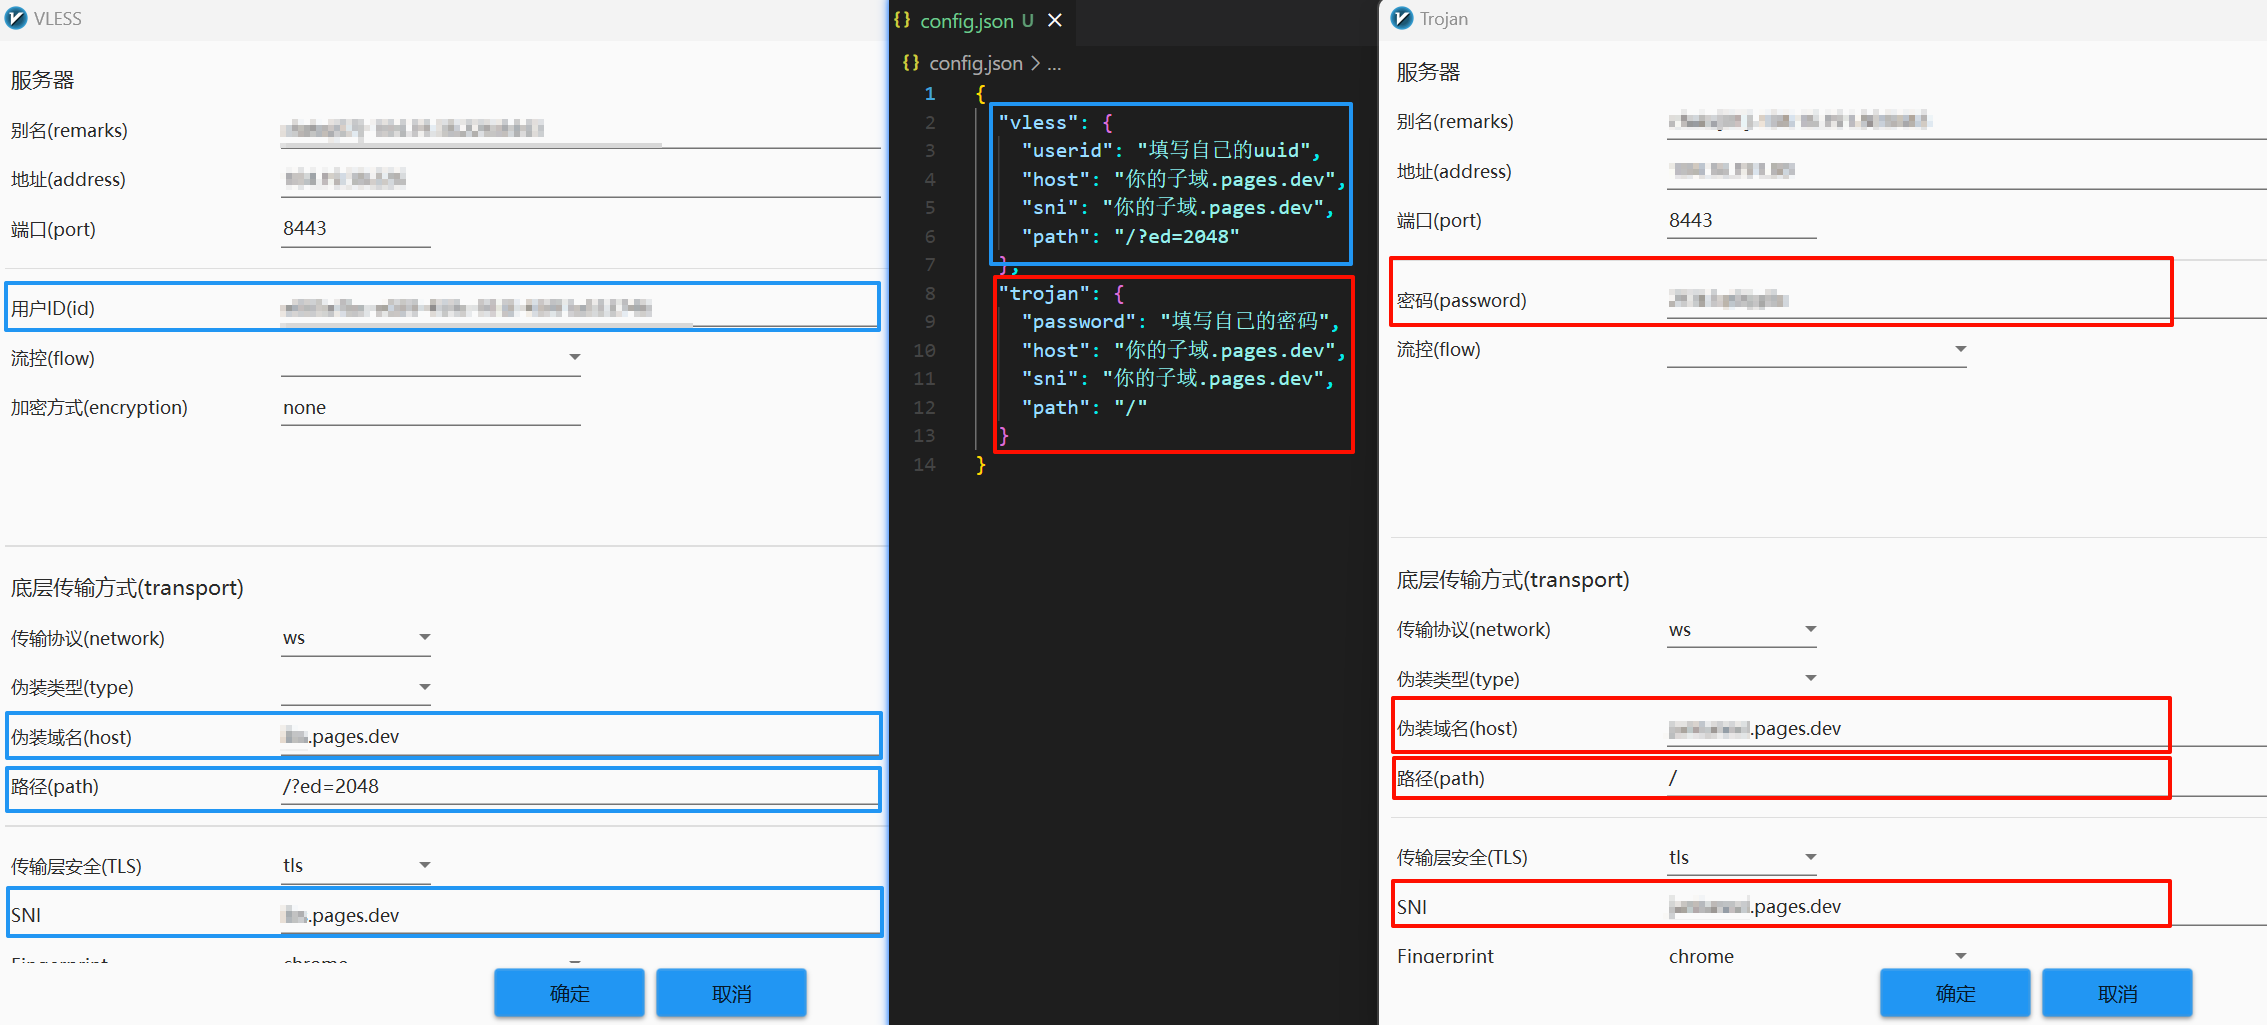 VLESS
服务器
别名(remarks)
地址(address)
端口(port) 8443
用户ID(id)
流控(flow)
加密方式(encryption) none
底层传输方式(transport)
传输协议(network) ws
伪装类型(type)
伪装域名(host) .pages.dev
路径(path) /?ed=2048
传输层安全(TLS) tls
SNI .pages.dev
Fingerprint chrome
确定 取消
{} config.json U ×
{} config.json > ...
1 {
2 "vless": {
3 "userid": "填写自己的uuid",
4 "host": "你的子域.pages.dev",
5 "sni": "你的子域.pages.dev",
6 "path": "/?ed=2048"
7 },
8 "trojan": {
9 "password": "填写自己的密码",
10 "host": "你的子域.pages.dev",
11 "sni": "你的子域.pages.dev",
12 "path": "/"
13 }
14 }
Trojan
服务器
别名(remarks)
地址(address)
端口(port) 8443
密码(password)
流控(flow)
底层传输方式(transport)
传输协议(network) ws
伪装类型(type)
伪装域名(host) .pages.dev
路径(path) /
传输层安全(TLS) tls
SNI .pages.dev
Fingerprint chrome
确定 取消